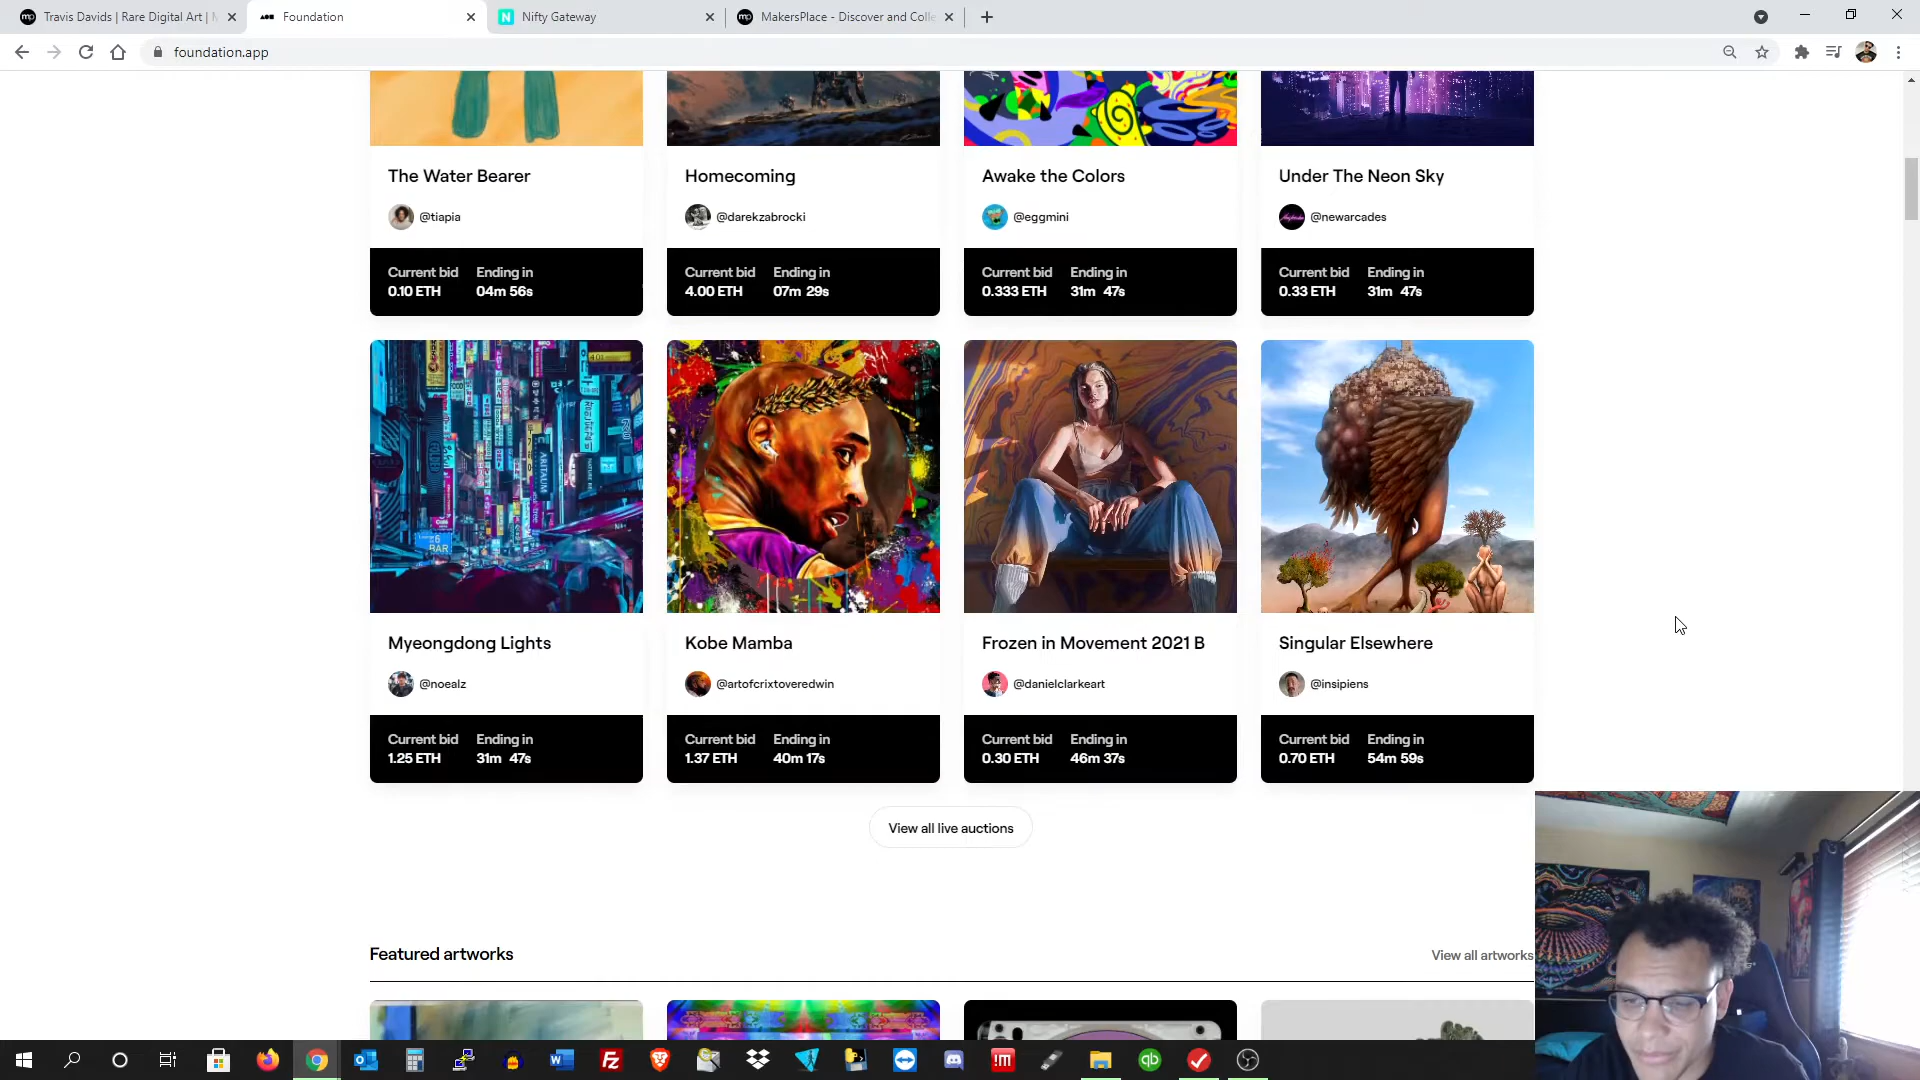 Travis Davids | Rare Digital Art |
Foundation
Nifty Gateway
MakersPlace - Discover and Colle
foundation.app
The Water Bearer
Homecoming
Awake the Colors
Under The Neon Sky
@tiapia
@darekzabrocki
@eggmini
@newarcades
Current bid Ending in
0.10 ETH 04m 56s
Current bid Ending in
4.00 ETH 07m 29s
Current bid Ending in
0.333 ETH 31m 47s
Current bid Ending in
0.33 ETH 31m 47s
ARITAUM
BAR
Myeongdong Lights
Kobe Mamba
Frozen in Movement 2021 B
Singular Elsewhere
@noealz
@artofcrixtoveredwin
@danielclarkeart
@insipiens
Current bid Ending in
1.25 ETH 31m 47s
Current bid Ending in
1.37 ETH 40m 17s
Current bid Ending in
0.30 ETH 46m 37s
Current bid Ending in
0.70 ETH 54m 59s
View all live auctions
Featured artworks
View all artworks